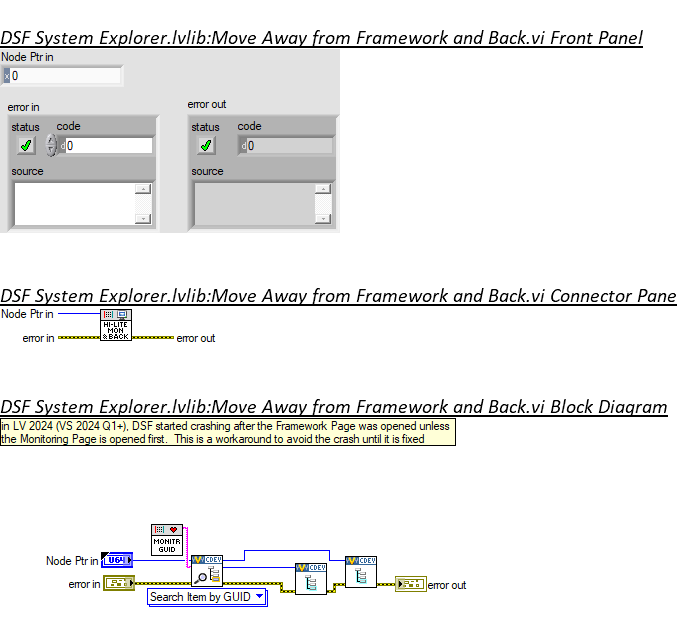 DSF System Explorer.lvlib:Move Away from Framework and Back.vi Front Panel
Node Ptr in
x 0
error in
error out
status code
status code
d 0
d 0
source
source
DSF System Explorer.lvlib:Move Away from Framework and Back.vi Connector Pane
Node Ptr in
HI-LITE
MON
& BACK
error in
error out
DSF System Explorer.lvlib:Move Away from Framework and Back.vi Block Diagram
in LV 2024 (VS 2024 Q1+), DSF started crashing after the Framework Page was opened unless
the Monitoring Page is opened first. This is a workaround to avoid the crash until it is fixed
MONITR
GUID
Node Ptr in
U64
CDEV
CDEV
CDEV
error in
error out
Search Item by GUID